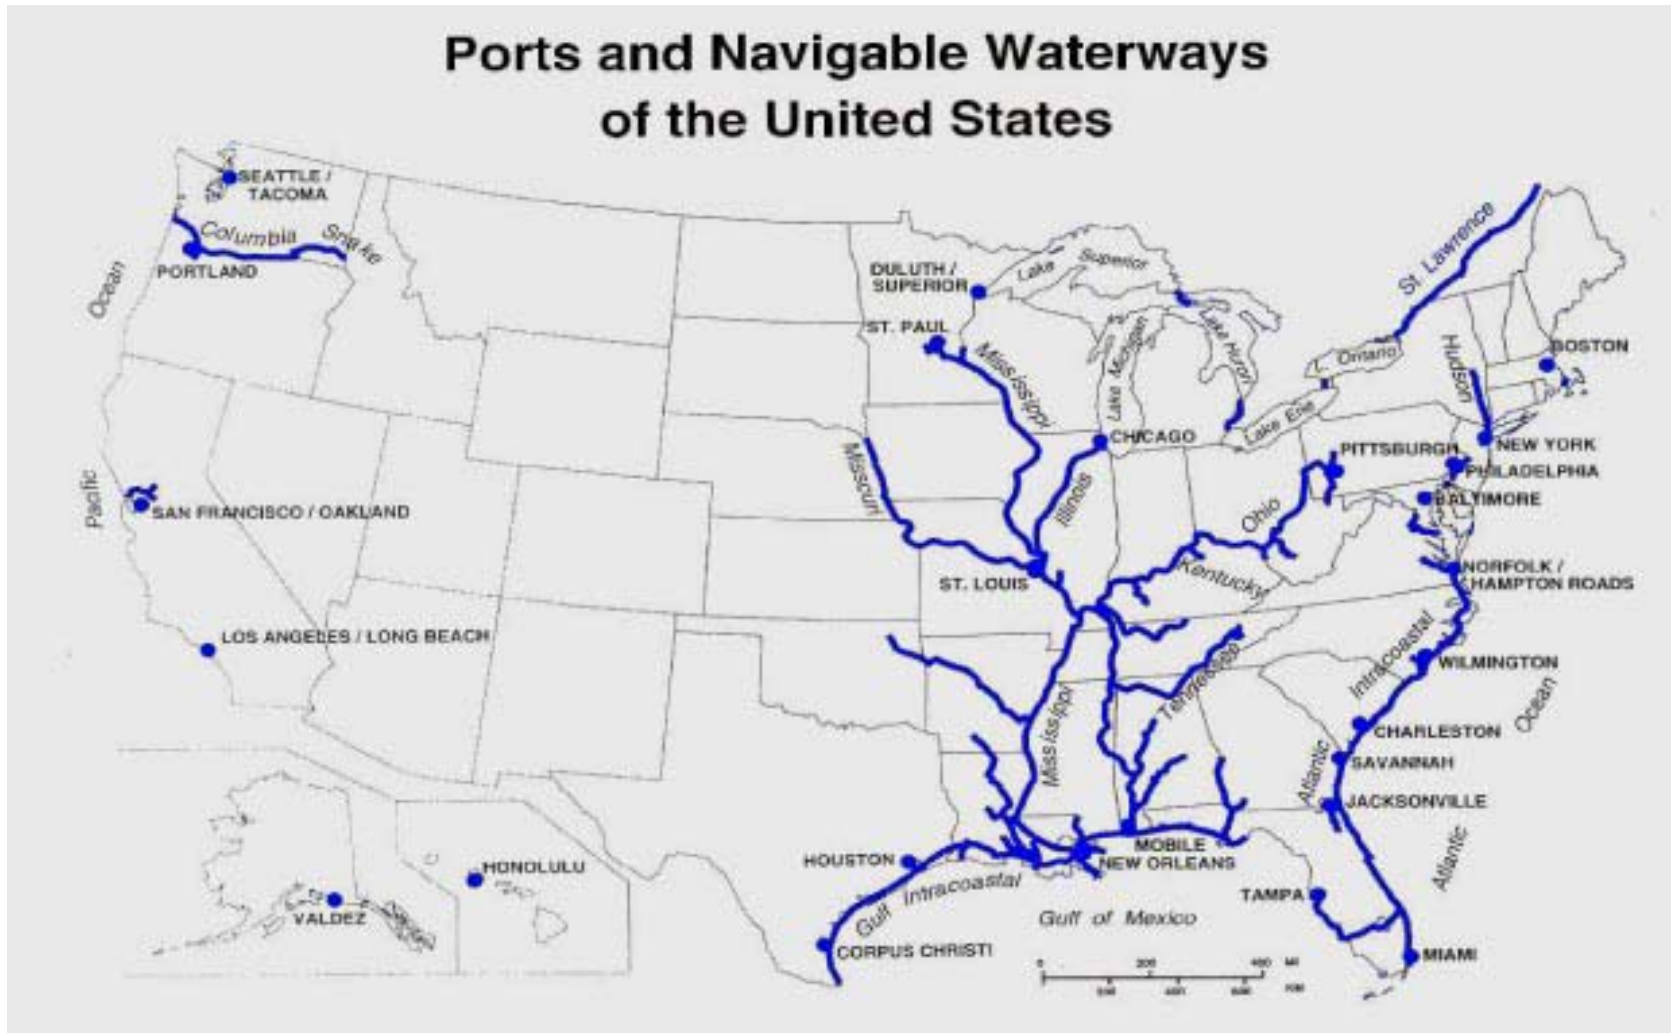 Ports and Navigable Waterways
of the United States
SEATTLE /
TACOMA
Columbia
Snake
PORTLAND
Ocean
Pacific
SAN FRANCISCO / OAKLAND
LOS ANGELES / LONG BEACH
DULUTH /
SUPERIOR
Lake Superior
ST. PAUL
Mississippi
Lake Michigan
Lake Huron
St. Lawrence
Ontario
Lake Erie
Hudson
BOSTON
CHICAGO
NEW YORK
PITTSBURGH
PHILADELPHIA
BALTIMORE
Missouri
Illinois
Ohio
ST. LOUIS
Kentucky
NORFOLK /
HAMPTON ROADS
Intracoastal
WILMINGTON
Tennessee
Mississippi
Ocean
CHARLESTON
Atlantic
SAVANNAH
JACKSONVILLE
Atlantic
MOBILE
NEW ORLEANS
HOUSTON
Gulf Intracoastal
TAMPA
Gulf of Mexico
CORPUS CHRISTI
MIAMI
HONOLULU
VALDEZ
0 200 400 MI